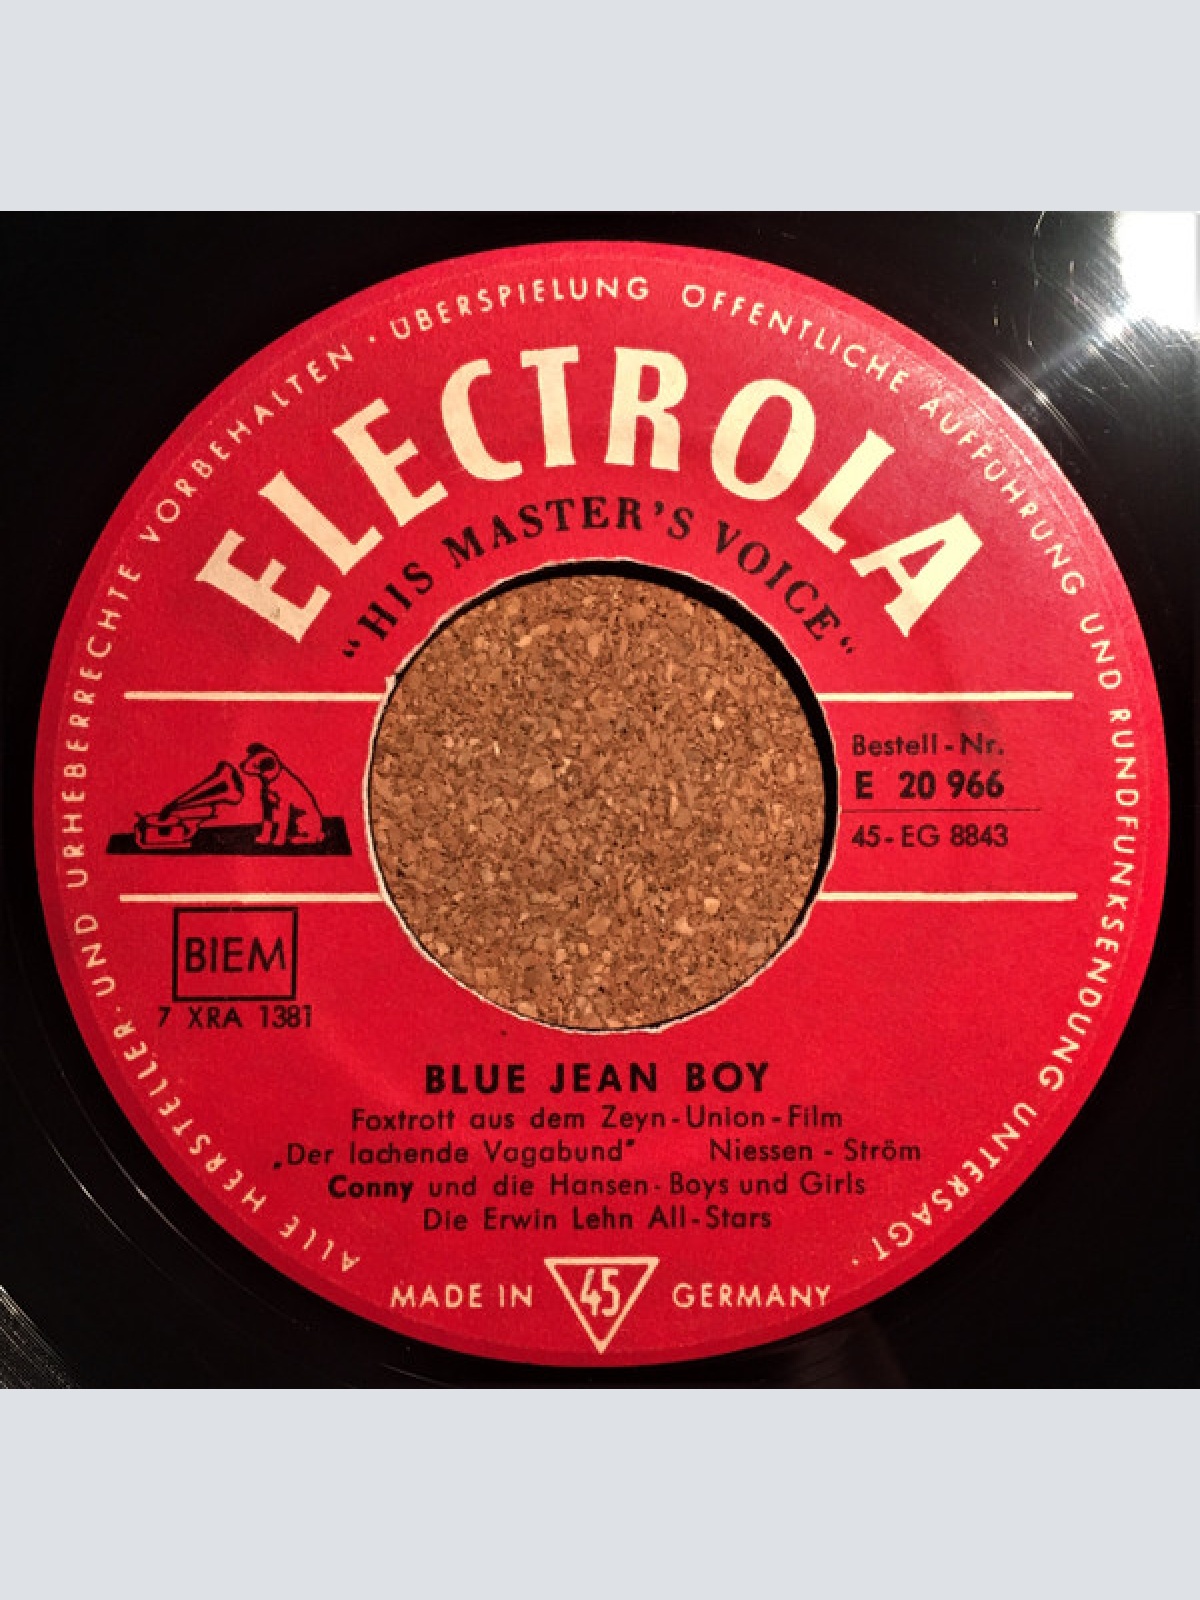 ALLE HERSTELLER- UND URHEBERRECHTE VORBEHALTEN · ÜBERSPIELUNG ÖFFENTLICHE AUFFÜHRUNG UND RUNDFUNKSENDUNG UNTERSAGT ·
ELECTROLA
“HIS MASTER'S VOICE“
Bestell-Nr.
E 20 966
45-EG 8843
BIEM
7 XRA 1381
BLUE JEAN BOY
Foxtrott aus dem Zeyn-Union-Film
„Der lachende Vagabund" Niessen - Ström
Conny und die Hansen-Boys und Girls
Die Erwin Lehn All-Stars
MADE IN 45 GERMANY